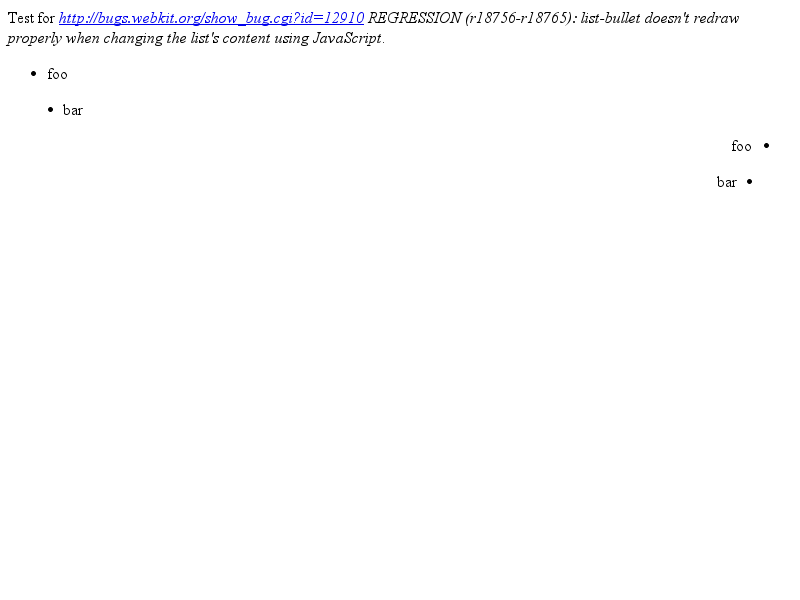 Test for http://bugs.webkit.org/show_bug.cgi?id=12910 REGRESSION (r18756-r18765): list-bullet doesn't redraw
properly when changing the list's content using JavaScript.
• foo
• bar
foo •
bar •